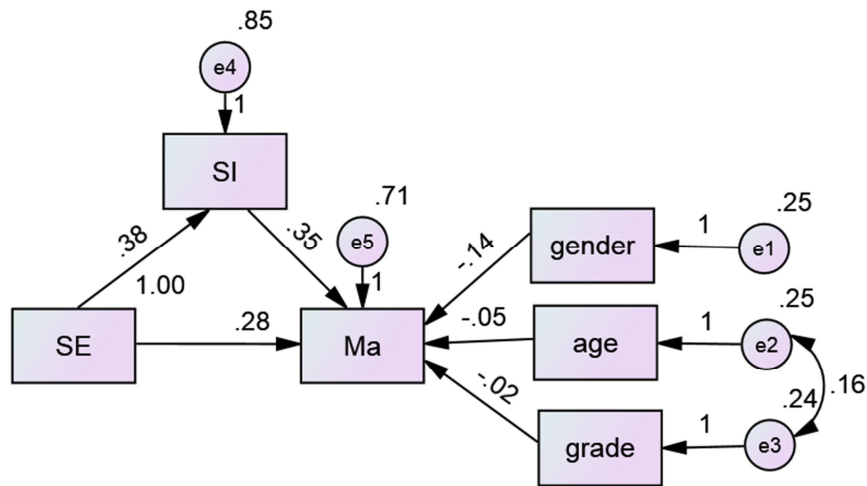 .85
e4
1
SI
.71
.38
.35
e5
1
1.00
SE
.28
Ma
-.14
gender
1
.25
e1
-.05
age
1
.25
e2
.16
-.02
grade
1
.24
e3